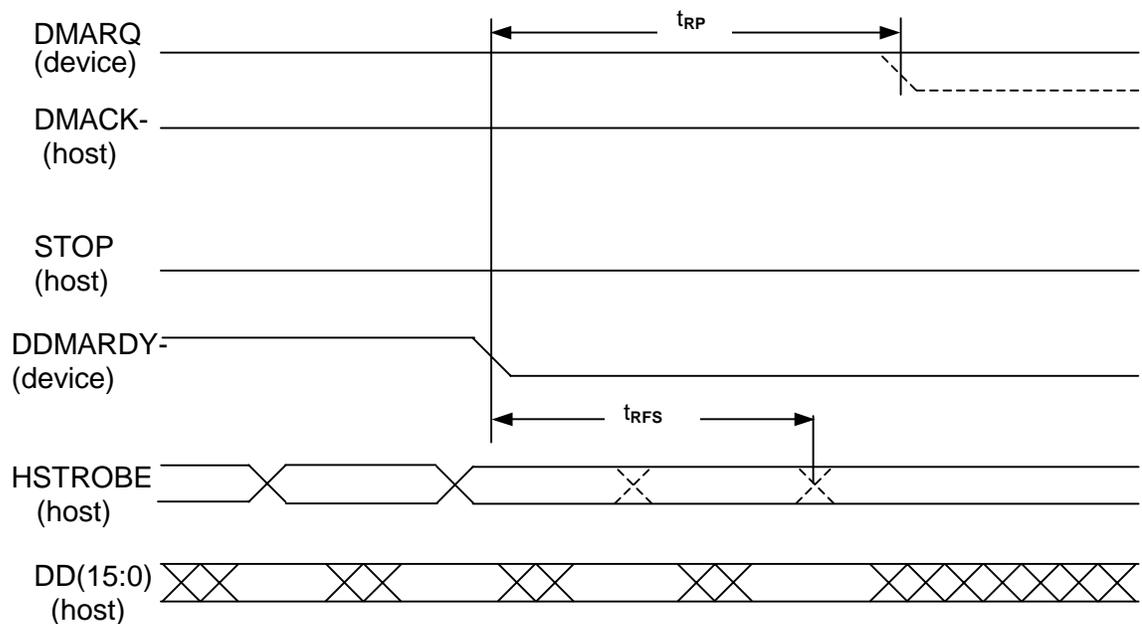 DMARQ
(device)
tRP
DMACK-
(host)
STOP
(host)
DDMARDY-
(device)
tRFS
HSTROBE
(host)
DD(15:0)
(host)